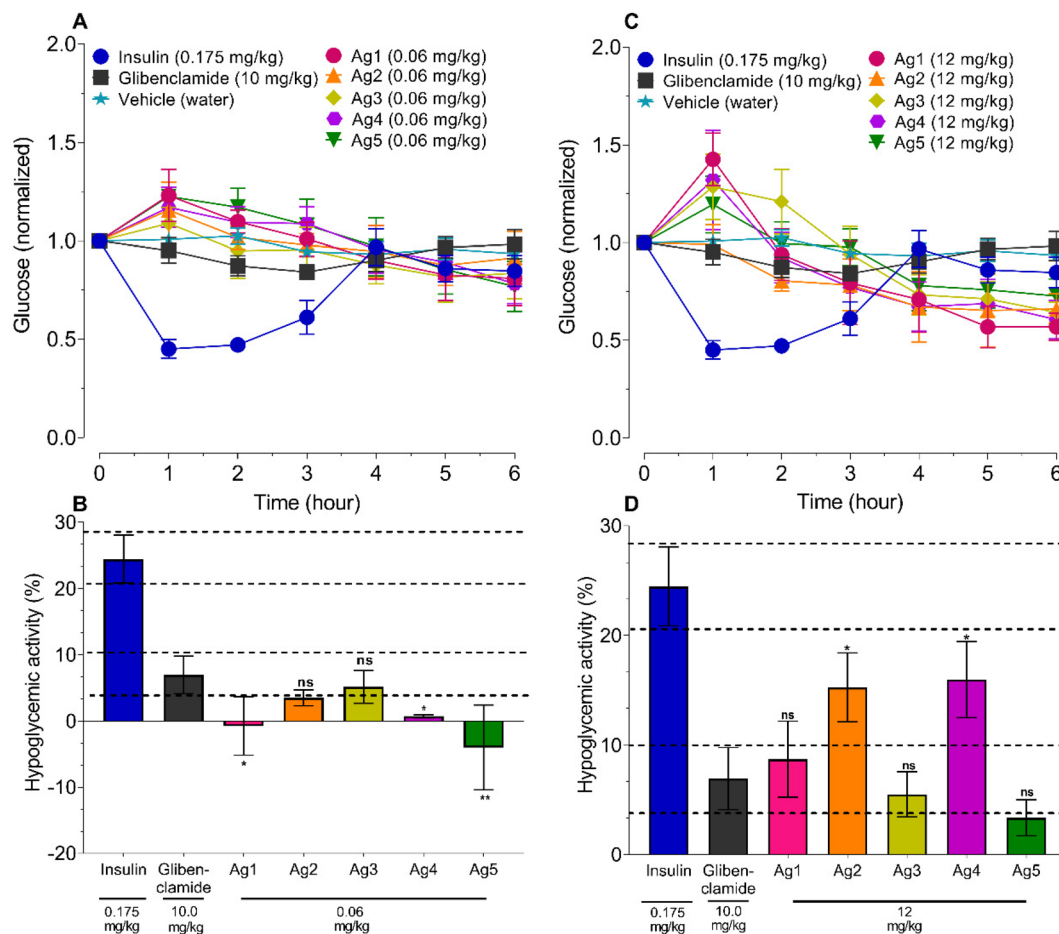 A
Glucose (normalized)
2.0
1.5
1.0
0.5
0.0
Insulin (0.175 mg/kg)
Glibenclamide (10 mg/kg)
Vehicle (water)
Ag1 (0.06 mg/kg)
Ag2 (0.06 mg/kg)
Ag3 (0.06 mg/kg)
Ag4 (0.06 mg/kg)
Ag5 (0.06 mg/kg)
0 1 2 3 4 5 6
Time (hour)
C
Glucose (normalized)
2.0
1.5
1.0
0.5
0.0
Insulin (0.175 mg/kg)
Glibenclamide (10 mg/kg)
Vehicle (water)
Ag1 (12 mg/kg)
Ag2 (12 mg/kg)
Ag3 (12 mg/kg)
Ag4 (12 mg/kg)
Ag5 (12 mg/kg)
0 1 2 3 4 5 6
Time (hour)
B
Hypoglycemic activity (%)
30
20
10
0
-10
-20
*
ns
ns
*
**
Insulin Gliben- Ag1 Ag2 Ag3 Ag4 Ag5
clamide
0.175 10.0 0.06
mg/kg mg/kg mg/kg
D
Hypoglycemic activity (%)
30
20
10
0
ns
*
ns
*
ns
Insulin Gliben- Ag1 Ag2 Ag3 Ag4 Ag5
clamide
0.175 10.0 12
mg/kg mg/kg mg/kg